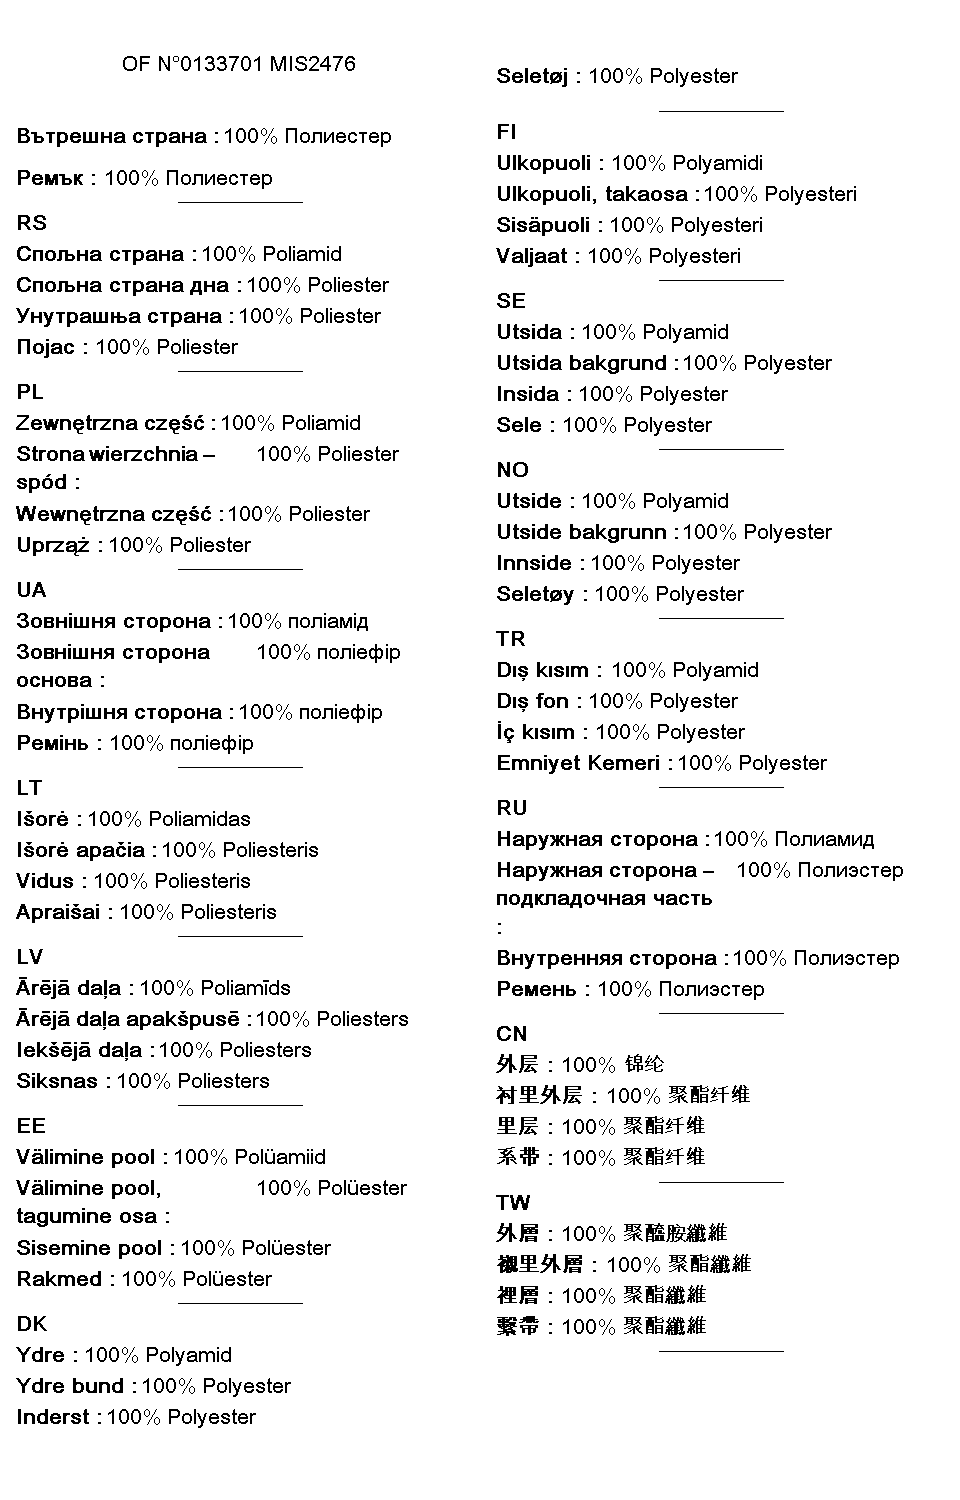 OF N°0133701 MIS2476
Вътрешна страна : 100% Полиестер
Ремък : 100% Полиестер
RS
Спољна страна : 100% Poliamid
Спољна страна дна : 100% Poliester
Унутрашња страна : 100% Poliester
Појас : 100% Poliester
PL
Zewnętrzna część : 100% Poliamid
Strona wierzchnia – 100% Poliester
spód :
Wewnętrzna część : 100% Poliester
Uprząż : 100% Poliester
UA
Зовнішня сторона : 100% поліамід
Зовнішня сторона 100% поліефір
основа :
Внутрішня сторона : 100% поліефір
Ремінь : 100% поліефір
LT
Išorė : 100% Poliamidas
Išorė apačia : 100% Poliesteris
Vidus : 100% Poliesteris
Apraišai : 100% Poliesteris
LV
Ārējā daļa : 100% Poliamīds
Ārējā daļa apakšpusē : 100% Poliesters
Iekšējā daļa : 100% Poliesters
Siksnas : 100% Poliesters
EE
Välimine pool : 100% Polüamiid
Välimine pool, 100% Polüester
tagumine osa :
Sisemine pool : 100% Polüester
Rakmed : 100% Polüester
DK
Ydre : 100% Polyamid
Ydre bund : 100% Polyester
Inderst : 100% Polyester
Seletøj : 100% Polyester
FI
Ulkopuoli : 100% Polyamidi
Ulkopuoli, takaosa : 100% Polyesteri
Sisäpuoli : 100% Polyesteri
Valjaat : 100% Polyesteri
SE
Utsida : 100% Polyamid
Utsida bakgrund : 100% Polyester
Insida : 100% Polyester
Sele : 100% Polyester
NO
Utside : 100% Polyamid
Utside bakgrunn : 100% Polyester
Innside : 100% Polyester
Seletøy : 100% Polyester
TR
Dış kısım : 100% Polyamid
Dış fon : 100% Polyester
İç kısım : 100% Polyester
Emniyet Kemeri : 100% Polyester
RU
Наружная сторона : 100% Полиамид
Наружная сторона – 100% Полиэстер
подкладочная часть
:
Внутренняя сторона : 100% Полиэстер
Ремень : 100% Полиэстер
CN
外层 : 100% 锦纶
衬里外层 : 100% 聚酯纤维
里层 : 100% 聚酯纤维
系带 : 100% 聚酯纤维
TW
外層 : 100% 聚醯胺纖維
襯里外層 : 100% 聚酯纖維
裡層 : 100% 聚酯纖維
繫帶 : 100% 聚酯纖維